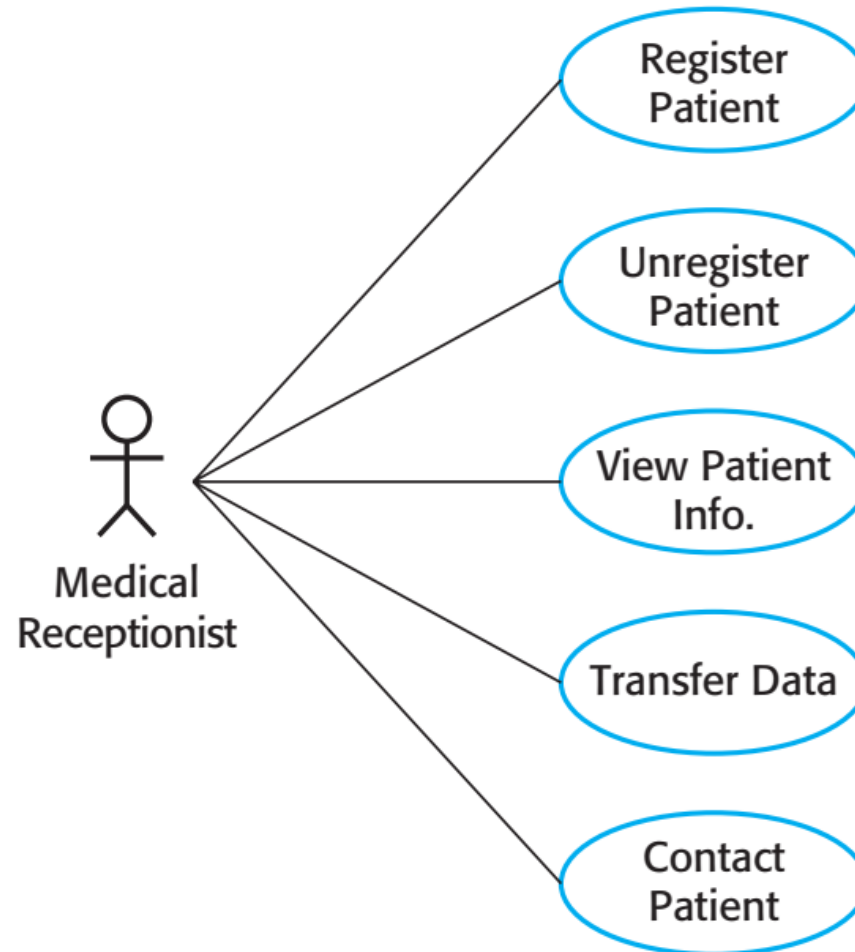 Register
Patient
Unregister
Patient
View Patient
Info.
Medical
Receptionist
Transfer Data
Contact
Patient